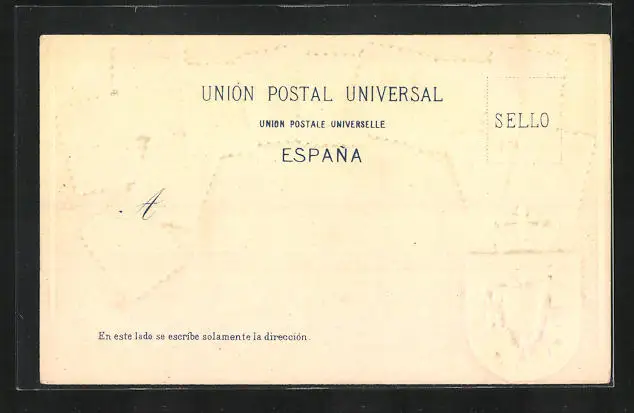 UNIÓN POSTAL UNIVERSAL
UNION POSTALE UNIVERSELLE
SELLO
ESPAÑA
A
En este lado se escribe solamente la dirección.